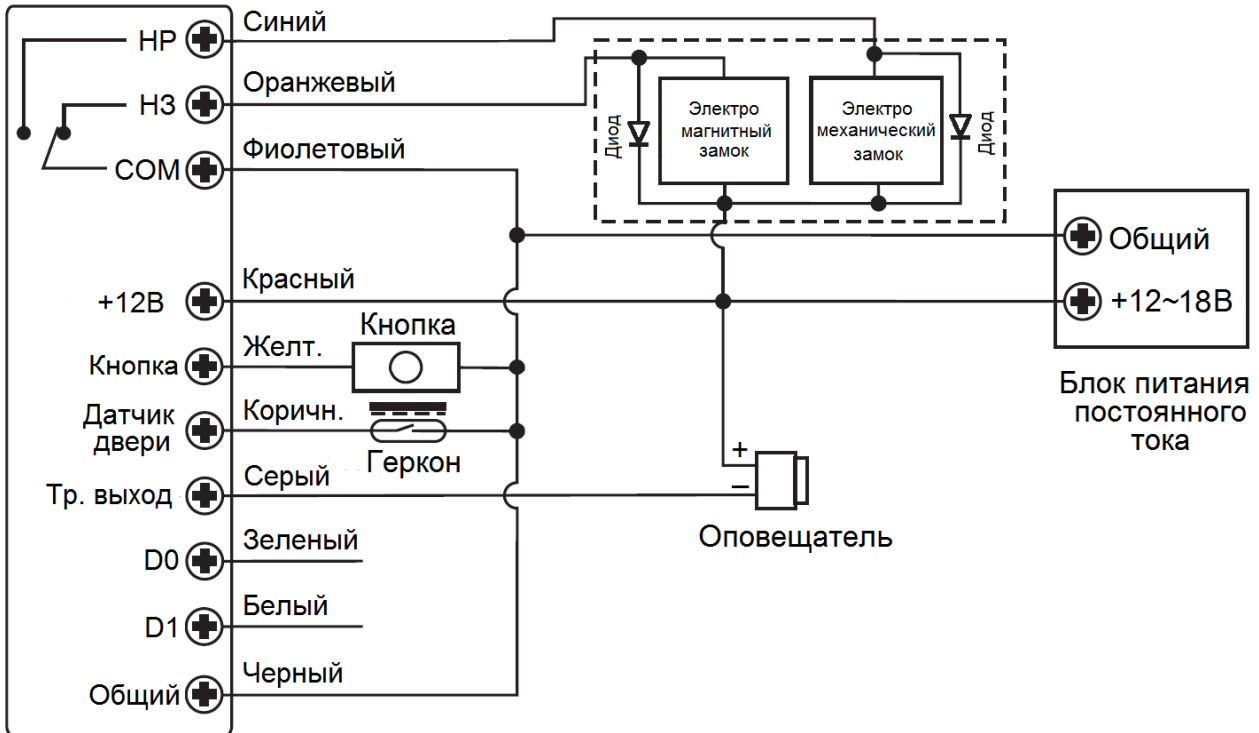 НР
Синий
НЗ
Оранжевый
COM
Фиолетовый
Диод
Электро
магнитный
замок
Электро
механический
замок
Диод
Общий
+12В
Красный
+12~18В
Кнопка
Желт.
Кнопка
Блок питания
постоянного
тока
Датчик
двери
Коричн.
Геркон
Тр. выход
Серый
+
–
Оповещатель
D0
Зеленый
D1
Белый
Общий
Черный